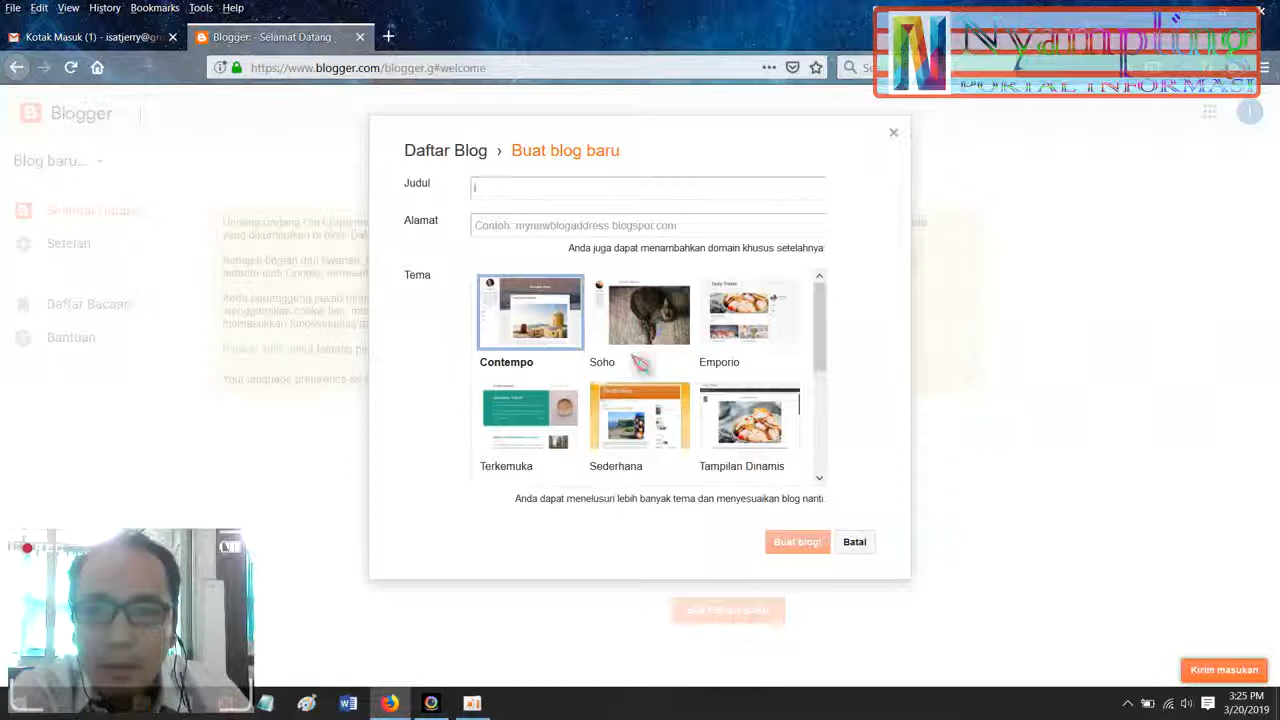 File Edit View History Bookmarks Tools Help
Kotak Masuk (1) - isatjerry@g
Blogger - Selamat Datang
https://www.blogger.com/blogger.g#welcome
Nyampling
PORTAL INFORMASI
Blogger
Blog baru...
Setelan
Daftar Bacaan
Bantuan
Daftar Blog › Buat blog baru
Judul
i
Alamat
Contoh: mynewblogaddress.blogspot.com
Anda juga dapat menambahkan domain khusus setelahnya
Tema
Contempo
Soho
Emporio
Terkemuka
Sederhana
Tampilan Dinamis
Anda dapat menelusuri lebih banyak tema dan menyesuaikan blog nanti.
Buat blog!
Batal
Kirim masukan
3:25 PM
3/20/2019